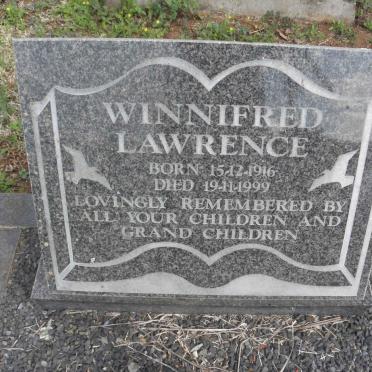 WINNIFRED
LAWRENCE
BORN 15-12-1916
DIED 19-11-1999
LOVINGLY REMEMBERED BY
ALL YOUR CHILDREN AND
GRAND CHILDREN